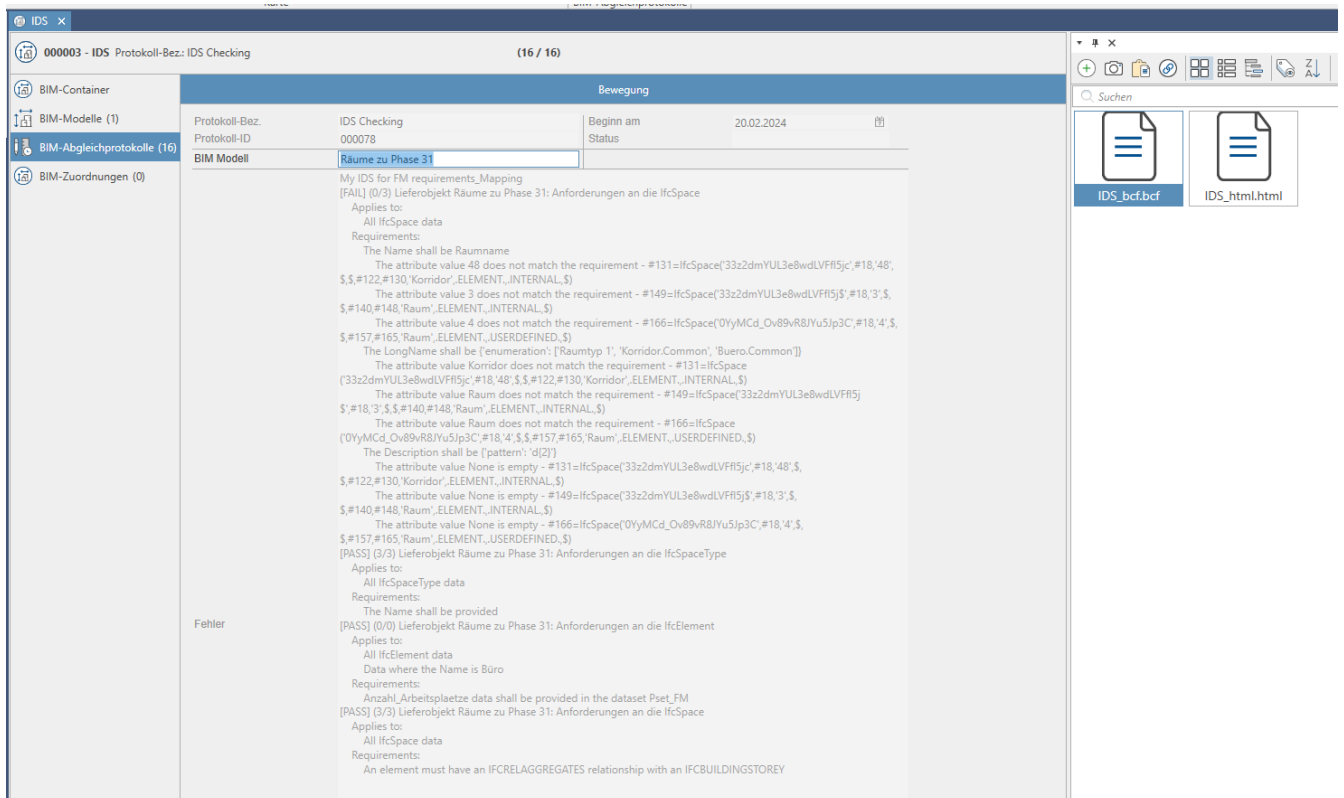 Karte
BIM-Abgleichprotokolle
IDS
000003 - IDS Protokoll-Bez.: IDS Checking
(16 / 16)
BIM-Container
BIM-Modelle (1)
BIM-Abgleichprotokolle (16)
BIM-Zuordnungen (0)
Bewegung
Protokoll-Bez. IDS Checking Beginn am 20.02.2024
Protokoll-ID 000078 Status
BIM Modell Räume zu Phase 31
My IDS for FM requirements_Mapping
[FAIL] (0/3) Lieferobjekt Räume zu Phase 31: Anforderungen an die IfcSpace
Applies to:
All IfcSpace data
Requirements:
The Name shall be Raumname
The attribute value 48 does not match the requirement - #131=IfcSpace('33z2dmYUL3e8wdLVFfl5jc',#18,'48',
$,$,#122,#130,'Korridor',.ELEMENT.,.INTERNAL.,$)
The attribute value 3 does not match the requirement - #149=IfcSpace('33z2dmYUL3e8wdLVFfl5j$',#18,'3',$,
$,#140,#148,'Raum',.ELEMENT.,.INTERNAL.,$)
The attribute value 4 does not match the requirement - #166=IfcSpace('0YyMCd_Ov89vR8JYu5Jp3C',#18,'4',$,
$,#157,#165,'Raum',.ELEMENT.,.USERDEFINED.,$)
The LongName shall be {'enumeration': ['Raumtyp 1', 'Korridor.Common', 'Buero.Common']}
The attribute value Korridor does not match the requirement - #131=IfcSpace
('33z2dmYUL3e8wdLVFfl5jc',#18,'48',$,$,#122,#130,'Korridor',.ELEMENT.,.INTERNAL.,$)
The attribute value Raum does not match the requirement - #149=IfcSpace('33z2dmYUL3e8wdLVFfl5j
$',#18,'3',$,$,#140,#148,'Raum',.ELEMENT.,.INTERNAL.,$)
The attribute value Raum does not match the requirement - #166=IfcSpace
('0YyMCd_Ov89vR8JYu5Jp3C',#18,'4',$,$,#157,#165,'Raum',.ELEMENT.,.USERDEFINED.,$)
The Description shall be {'pattern': 'd{2}'}
The attribute value None is empty - #131=IfcSpace('33z2dmYUL3e8wdLVFfl5jc',#18,'48',$,
$,#122,#130,'Korridor',.ELEMENT.,.INTERNAL.,$)
The attribute value None is empty - #149=IfcSpace('33z2dmYUL3e8wdLVFfl5j$',#18,'3',$,
$,#140,#148,'Raum',.ELEMENT.,.INTERNAL.,$)
The attribute value None is empty - #166=IfcSpace('0YyMCd_Ov89vR8JYu5Jp3C',#18,'4',$,
$,#157,#165,'Raum',.ELEMENT.,.USERDEFINED.,$)
[PASS] (3/3) Lieferobjekt Räume zu Phase 31: Anforderungen an die IfcSpaceType
Applies to:
All IfcSpaceType data
Requirements:
The Name shall be provided
Fehler
[PASS] (0/0) Lieferobjekt Räume zu Phase 31: Anforderungen an die IfcElement
Applies to:
All IfcElement data
Data where the Name is Büro
Requirements:
Anzahl_Arbeitsplaetze data shall be provided in the dataset Pset_FM
[PASS] (3/3) Lieferobjekt Räume zu Phase 31: Anforderungen an die IfcSpace
Applies to:
All IfcSpace data
Requirements:
An element must have an IFCRELAGGREGATES relationship with an IFCBUILDINGSTOREY
Suchen
IDS_bcf.bcf
IDS_html.html